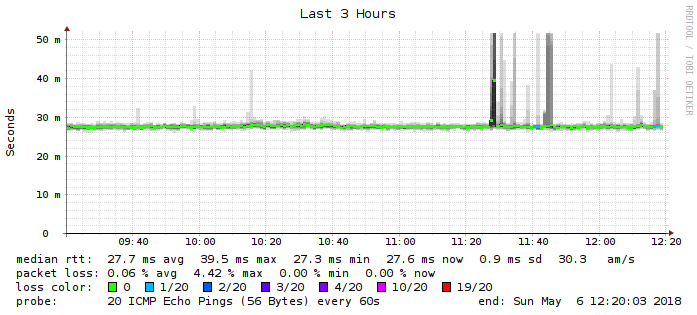 Last 3 Hours
RRDTOOL / TOBI OETIKER
Seconds
50 m
40 m
30 m
20 m
10 m
0
09:40 10:00 10:20 10:40 11:00 11:20 11:40 12:00 12:20
median rtt: 27.7 ms avg 39.5 ms max 27.3 ms min 27.6 ms now 0.9 ms sd 30.3 am/s
packet loss: 0.06 % avg 4.42 % max 0.00 % min 0.00 % now
loss color: 0 1/20 2/20 3/20 4/20 10/20 19/20
probe: 20 ICMP Echo Pings (56 Bytes) every 60s end: Sun May 6 12:20:03 2018